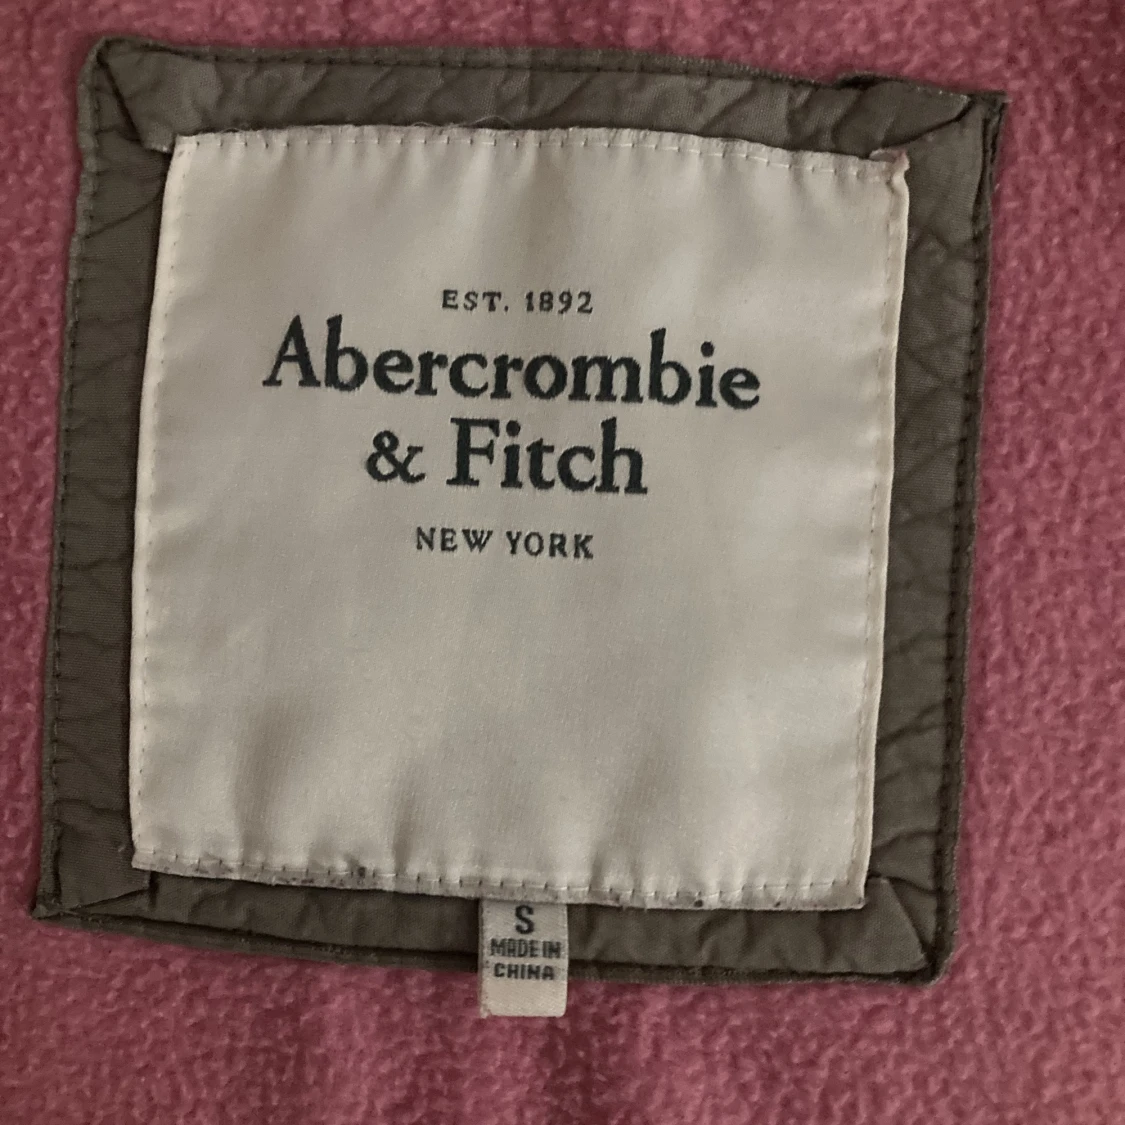 EST. 1892
Abercrombie
& Fitch
NEW YORK
S
MADE IN
CHINA